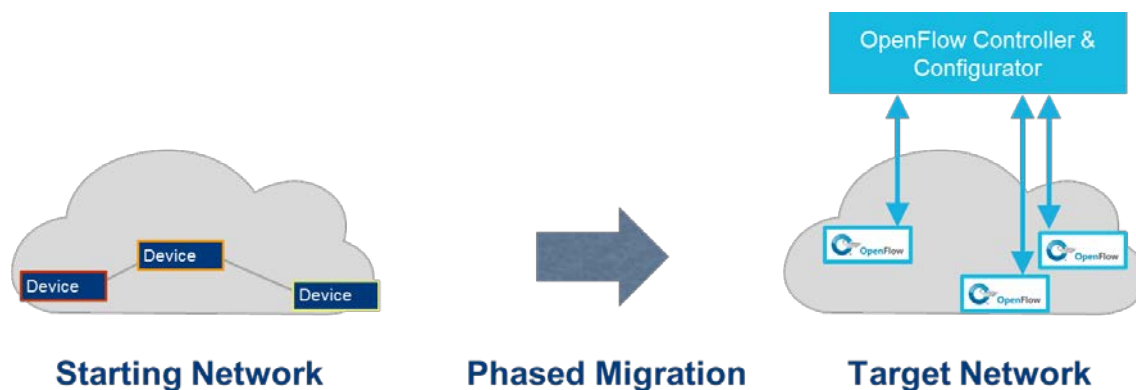 OpenFlow Controller &
Configurator
Device
Device
Device
OpenFlow
OpenFlow
OpenFlow
Starting Network
Phased Migration
Target Network